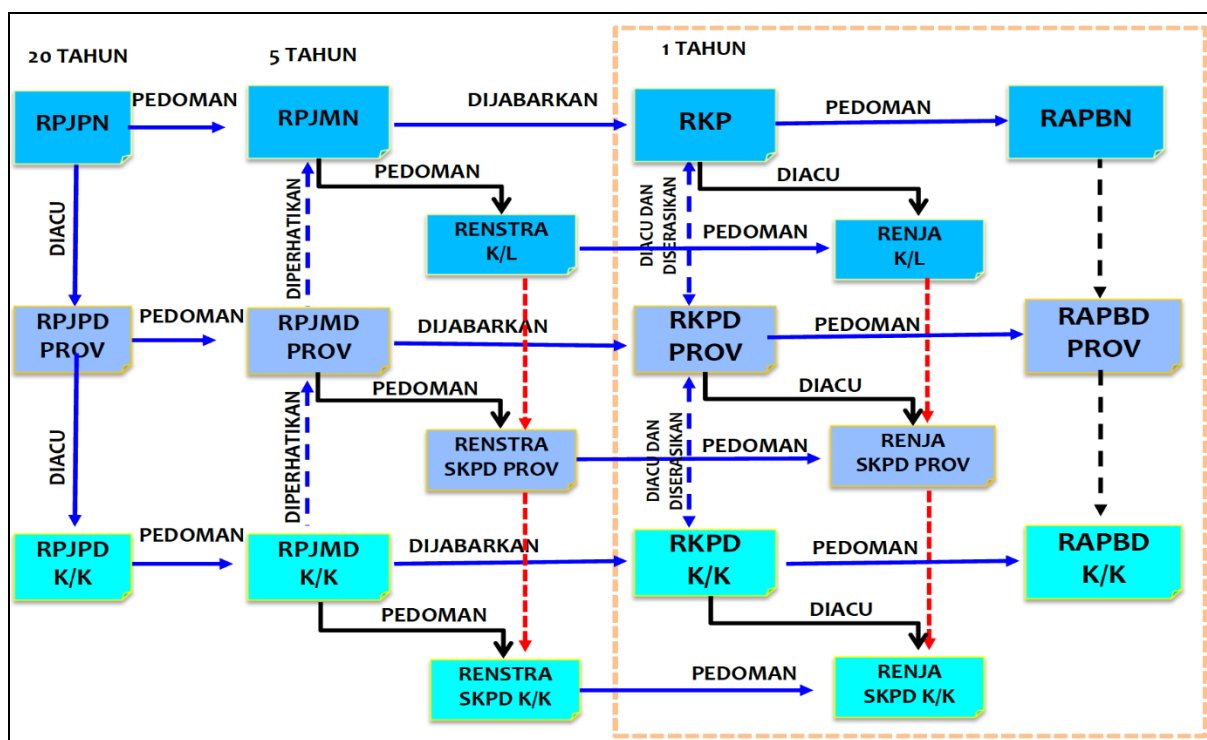 20 TAHUN
5 TAHUN
1 TAHUN
RPJPN
PEDOMAN
RPJMN
DIJABARKAN
RKP
PEDOMAN
RAPBN
DIACU
DIPERHATIKAN
PEDOMAN
RENSTRA
K/L
PEDOMAN
DIACU DAN
DISERASIKAN
DIACU
RENJA
K/L
RPJPD
PROV
PEDOMAN
RPJMD
PROV
DIJABARKAN
RKPD
PROV
PEDOMAN
RAPBD
PROV
DIACU
DIPERHATIKAN
PEDOMAN
RENSTRA
SKPD PROV
PEDOMAN
DIACU DAN
DISERASIKAN
DIACU
RENJA
SKPD PROV
RPJPD
K/K
PEDOMAN
RPJMD
K/K
DIJABARKAN
RKPD
K/K
PEDOMAN
RAPBD
K/K
PEDOMAN
RENSTRA
SKPD K/K
PEDOMAN
DIACU
RENJA
SKPD K/K